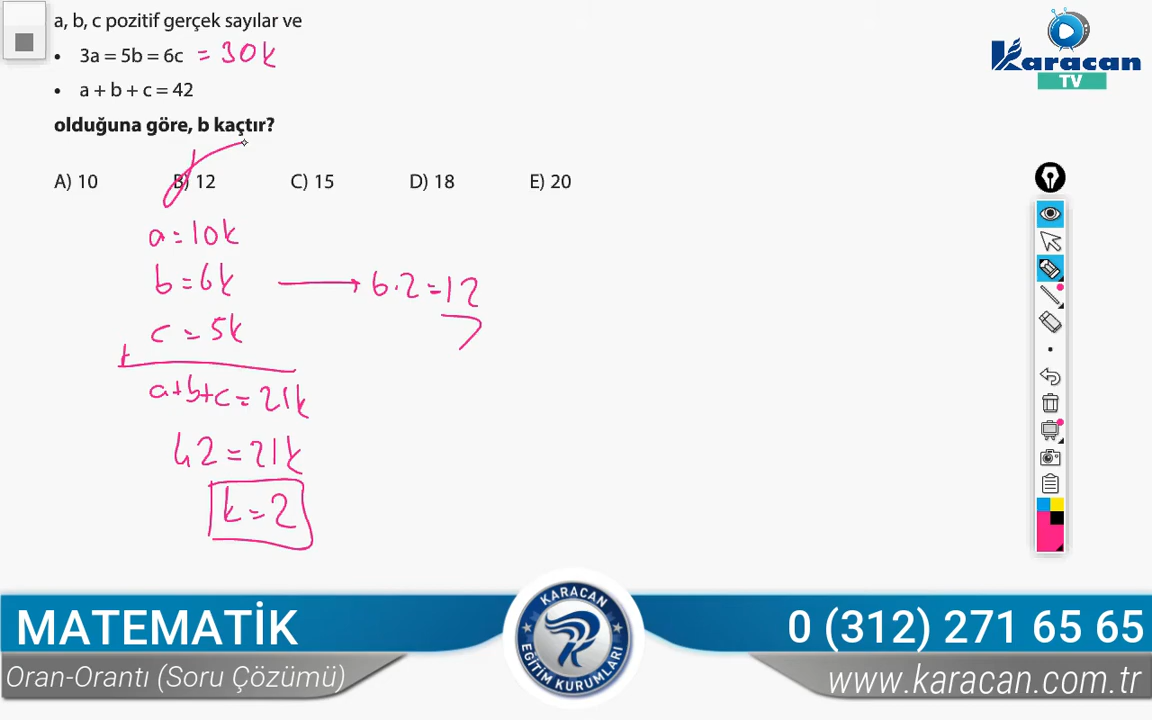 a, b, c pozitif gerçek sayılar ve
• 3a = 5b = 6c = 30k
• a + b + c = 42
olduğuna göre, b kaçtır?
A) 10 B) 12 C) 15 D) 18 E) 20
a = 10k
b = 6k → 6·2 = 12
c = 5k
+
a+b+c = 21k
42 = 21k
k = 2
Karacan
TV
MATEMATİK
Oran-Orantı (Soru Çözümü)
KARACAN
EĞİTİM KURUMLARI
0 (312) 271 65 65
www.karacan.com.tr